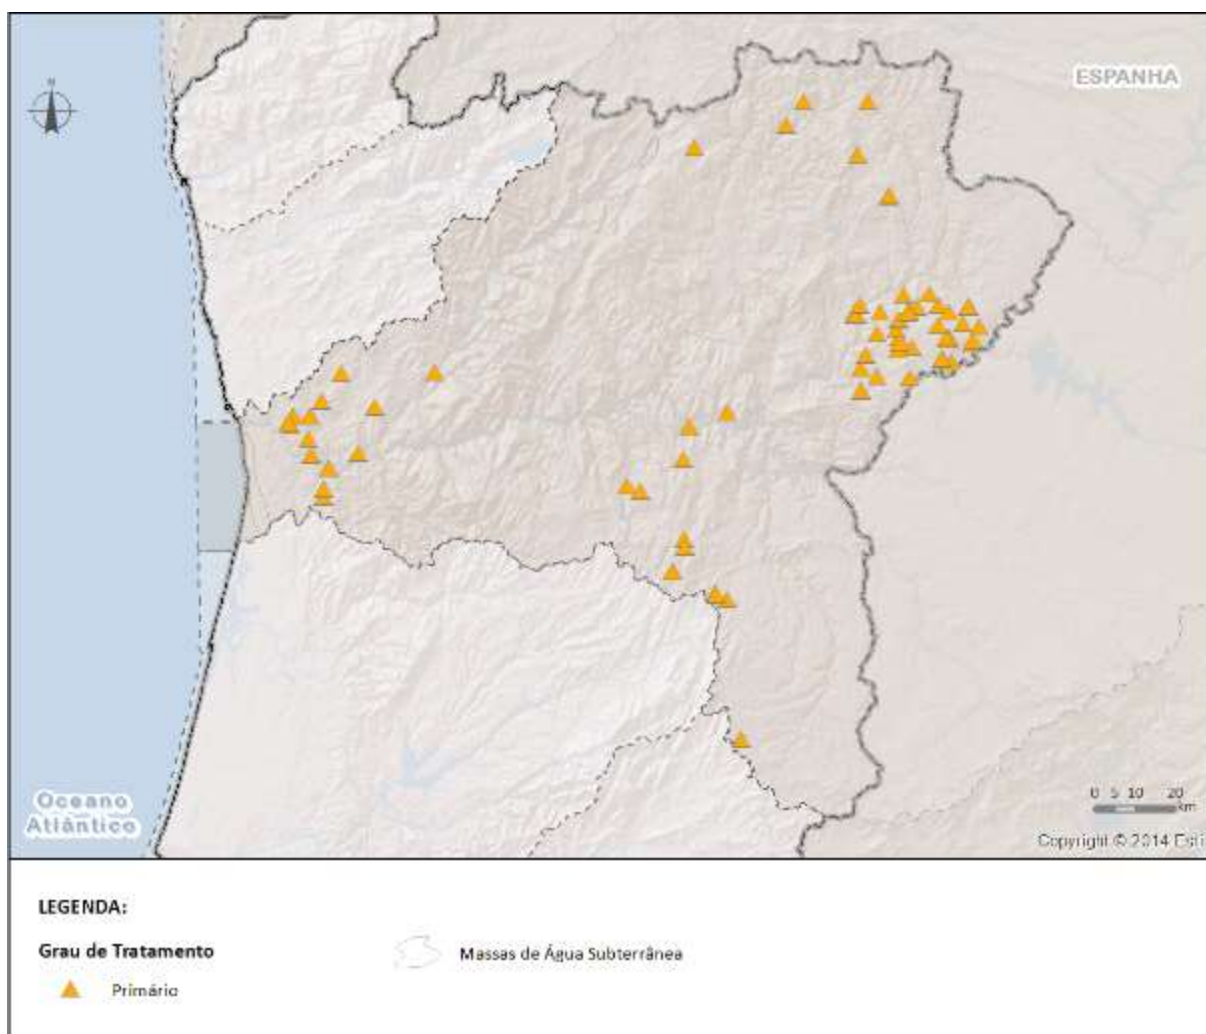 N
ESPANHA
Oceano
Atlântico
0 5 10 20
km
Copyright © 2014 Esri
LEGENDA:
Grau de Tratamento
Massas de Água Subterrânea
Primário